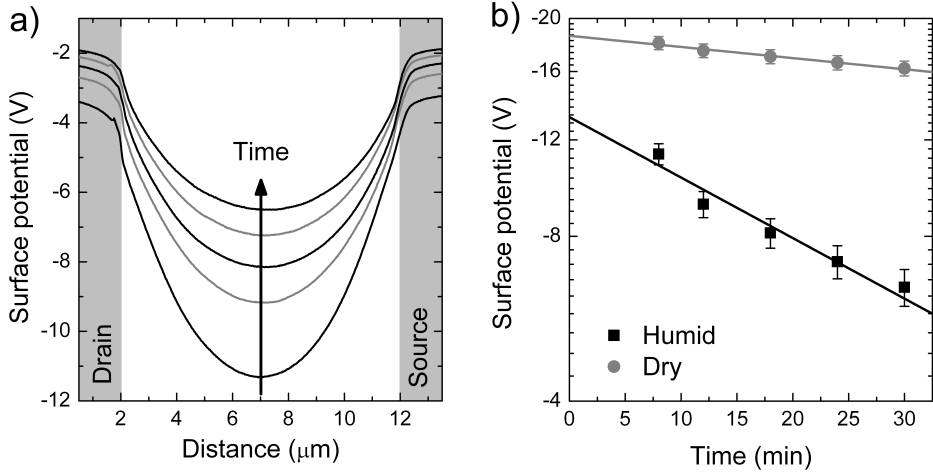 a)
Surface potential (V)
-2
-4
-6
-8
-10
-12
Drain
Time
Source
2
4
6
8
10
12
Distance (μm)
b)
Surface potential (V)
-20
-16
-12
-8
-4
Humid
Dry
0
5
10
15
20
25
30
Time (min)